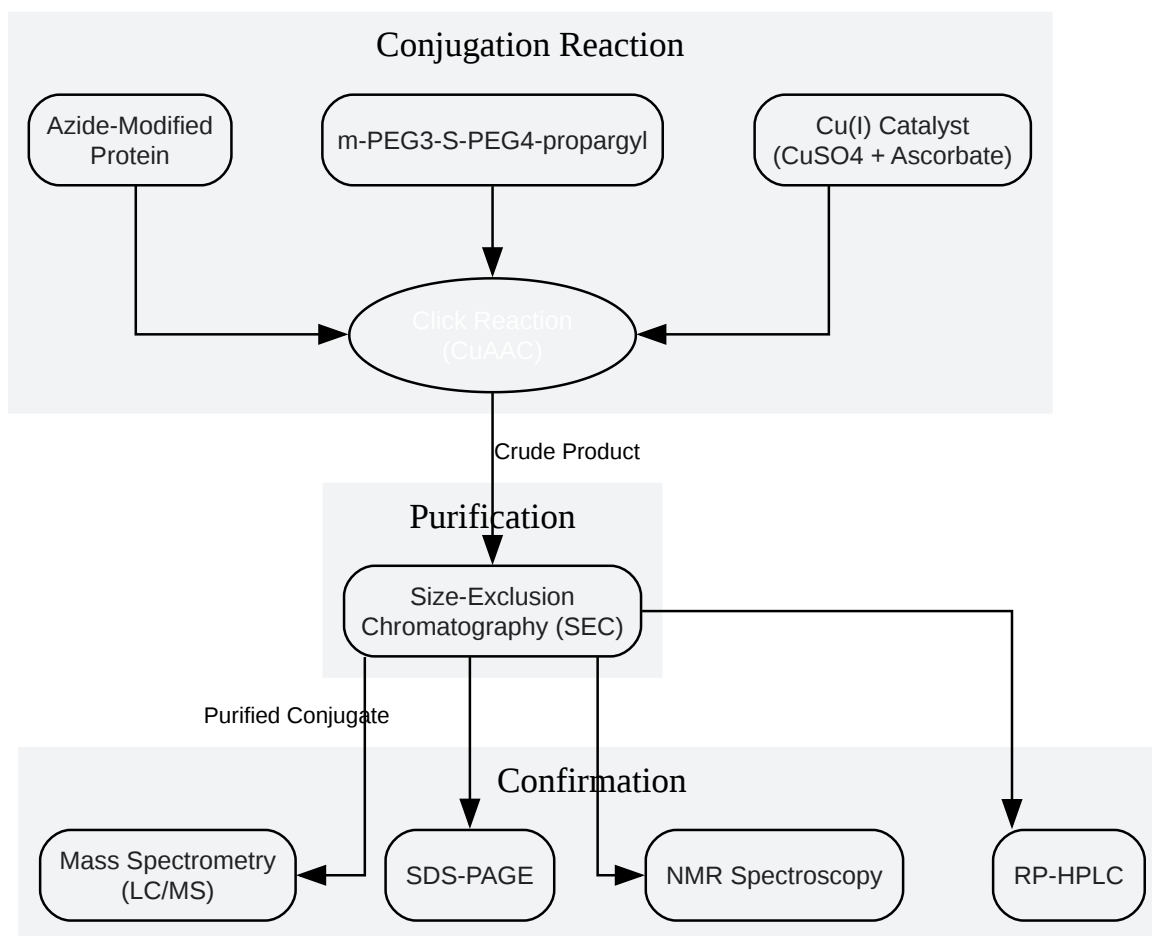 Conjugation Reaction
Azide-Modified
Protein
m-PEG3-S-PEG4-propargyl
Cu(I) Catalyst
(CuSO4 + Ascorbate)
Click Reaction
(CuAAC)
Crude Product
Purification
Size-Exclusion
Chromatography (SEC)
Purified Conjugate
Confirmation
Mass Spectrometry
(LC/MS)
SDS-PAGE
NMR Spectroscopy
RP-HPLC